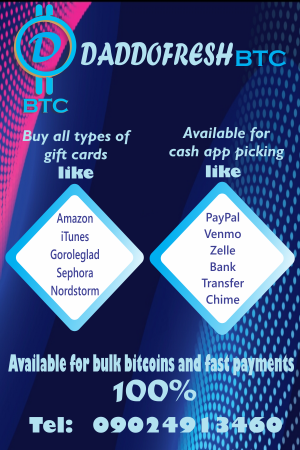 D
DADDOFRESH BTC
BTC
Buy all types of
gift cards
like
Amazon
iTunes
Goroleglad
Sephora
Nordstorm
Available for
cash app picking
like
PayPal
Venmo
Zelle
Bank
Transfer
Chime
Available for bulk bitcoins and fast payments
100%
Tel: 09024913460